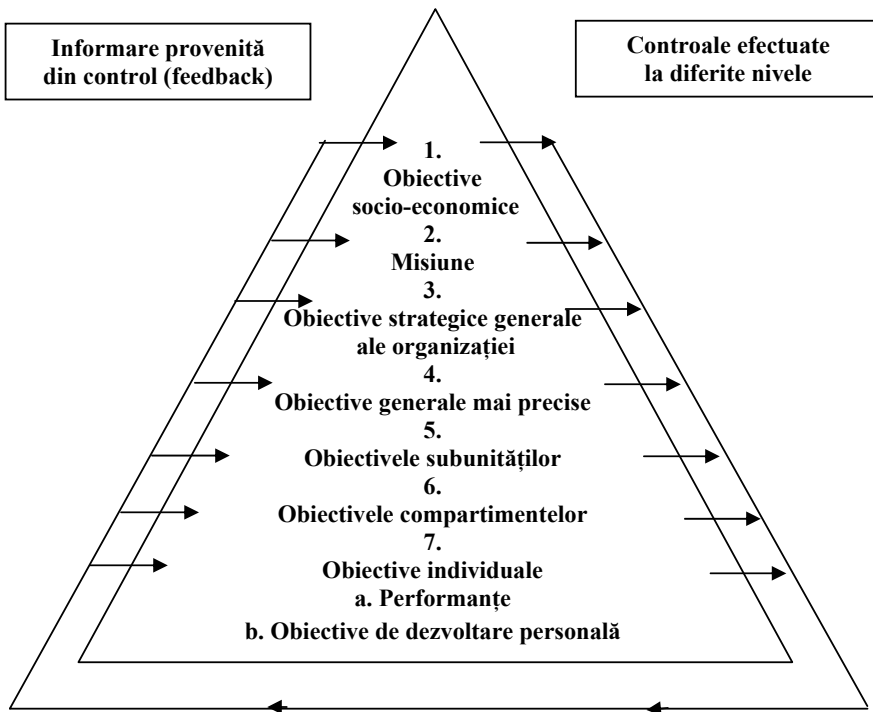 Informare provenită
din control (feedback)
Controale efectuate
la diferite nivele
1.
Obiective
socio-economice
2.
Misiune
3.
Obiective strategice generale
ale organizației
4.
Obiective generale mai precise
5.
Obiectivele subunităților
6.
Obiectivele compartimentelor
7.
Obiective individuale
a. Performanțe
b. Obiective de dezvoltare personală